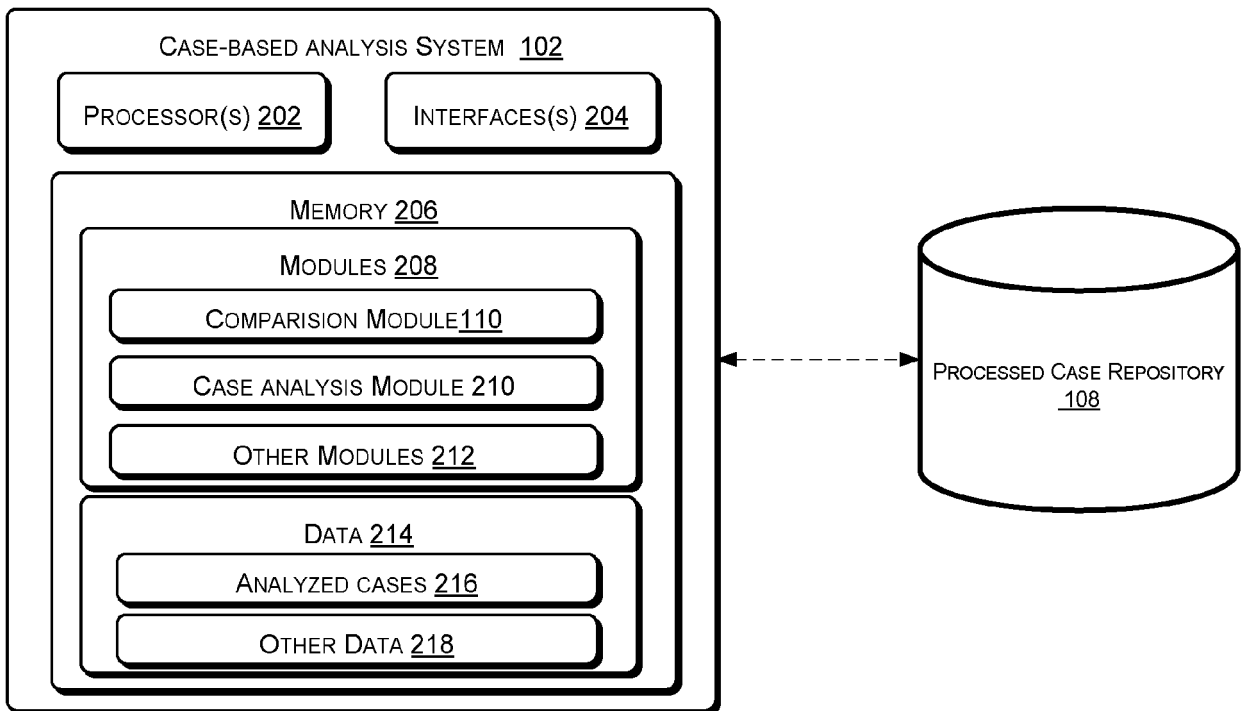 CASE-BASED ANALYSIS SYSTEM 102
PROCESSOR(S) 202
INTERFACES(S) 204
MEMORY 206
MODULES 208
COMPARISION MODULE110
CASE ANALYSIS MODULE 210
OTHER MODULES 212
DATA 214
ANALYZED CASES 216
OTHER DATA 218
PROCESSED CASE REPOSITORY
108